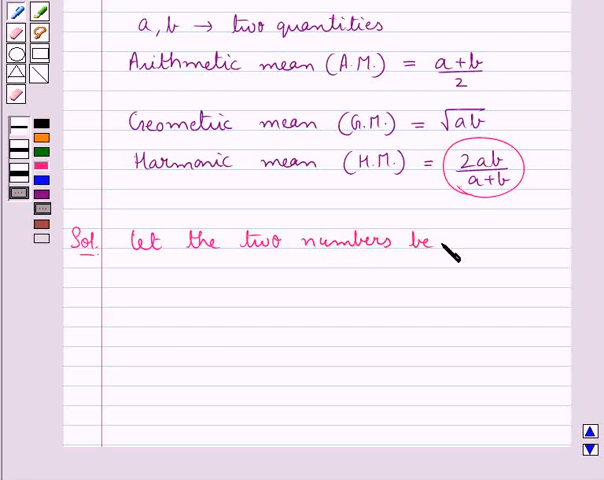 a, b → two quantities
Arithmetic mean (A.M.) = a+b/2
Geometric mean (G.M.) = √ab
Harmonic mean (H.M.) = 2ab/a+b
Sol. Let the two numbers be